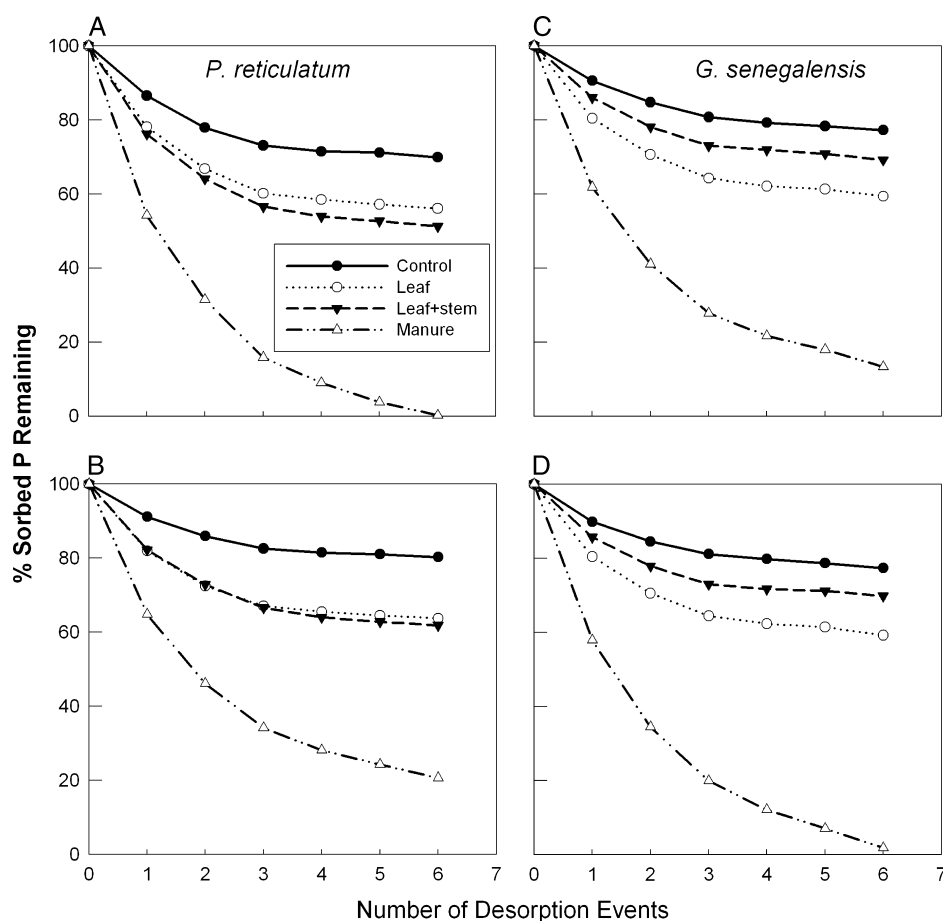 A
P. reticulatum
100
80
60
40
20
0
Control
Leaf
Leaf+stem
Manure
C
G. senegalensis
% Sorbed P Remaining
B
100
80
60
40
20
0
0 1 2 3 4 5 6 7
D
0 1 2 3 4 5 6 7
Number of Desorption Events